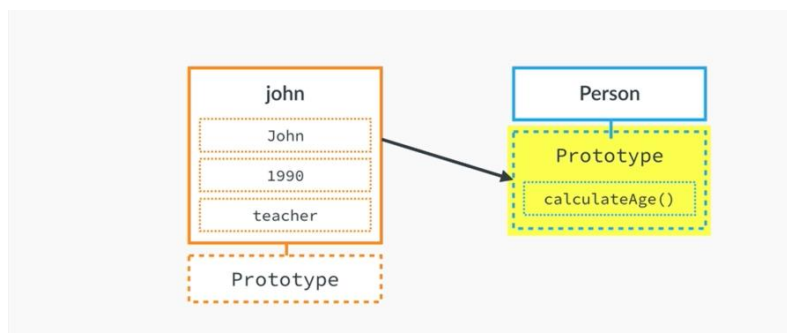 john
John
1990
teacher
Prototype
Person
Prototype
calculateAge()